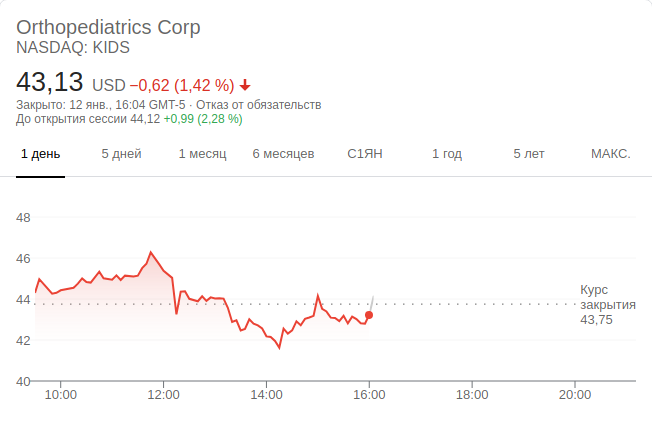 Orthopediatrics Corp
NASDAQ: KIDS
43,13 USD −0,62 (1,42 %)
Закрыто: 12 янв., 16:04 GMT-5 · Отказ от обязательств
До открытия сессии 44,12 +0,99 (2,28 %)
1 день 5 дней 1 месяц 6 месяцев С1ЯН 1 год 5 лет МАКС.
48
46
44
42
40
Курс
закрытия
43,75
10:00 12:00 14:00 16:00 18:00 20:00